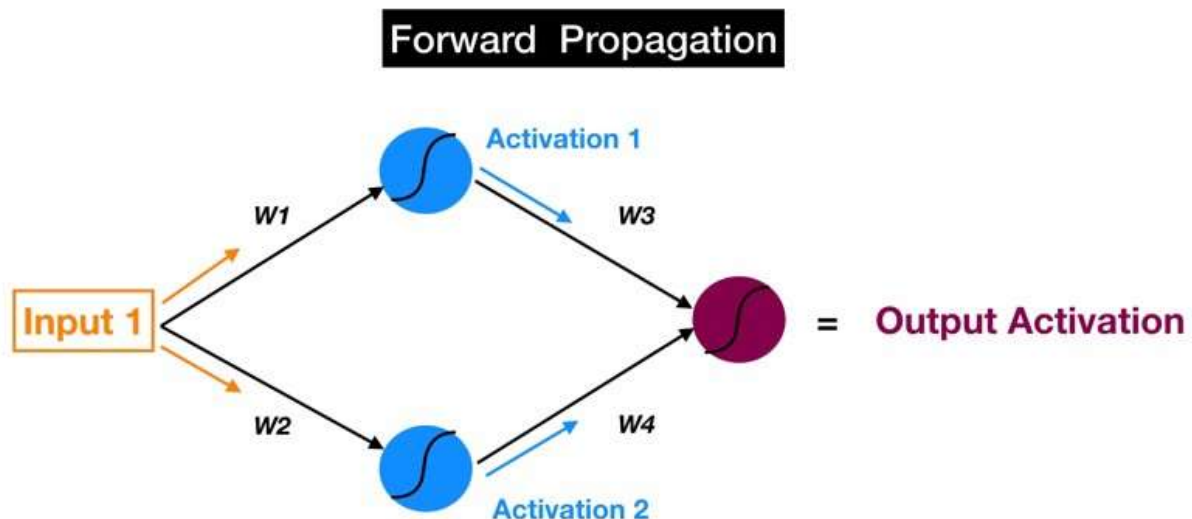 Forward Propagation
Activation 1
W1
W3
Input 1
= Output Activation
W2
W4
Activation 2